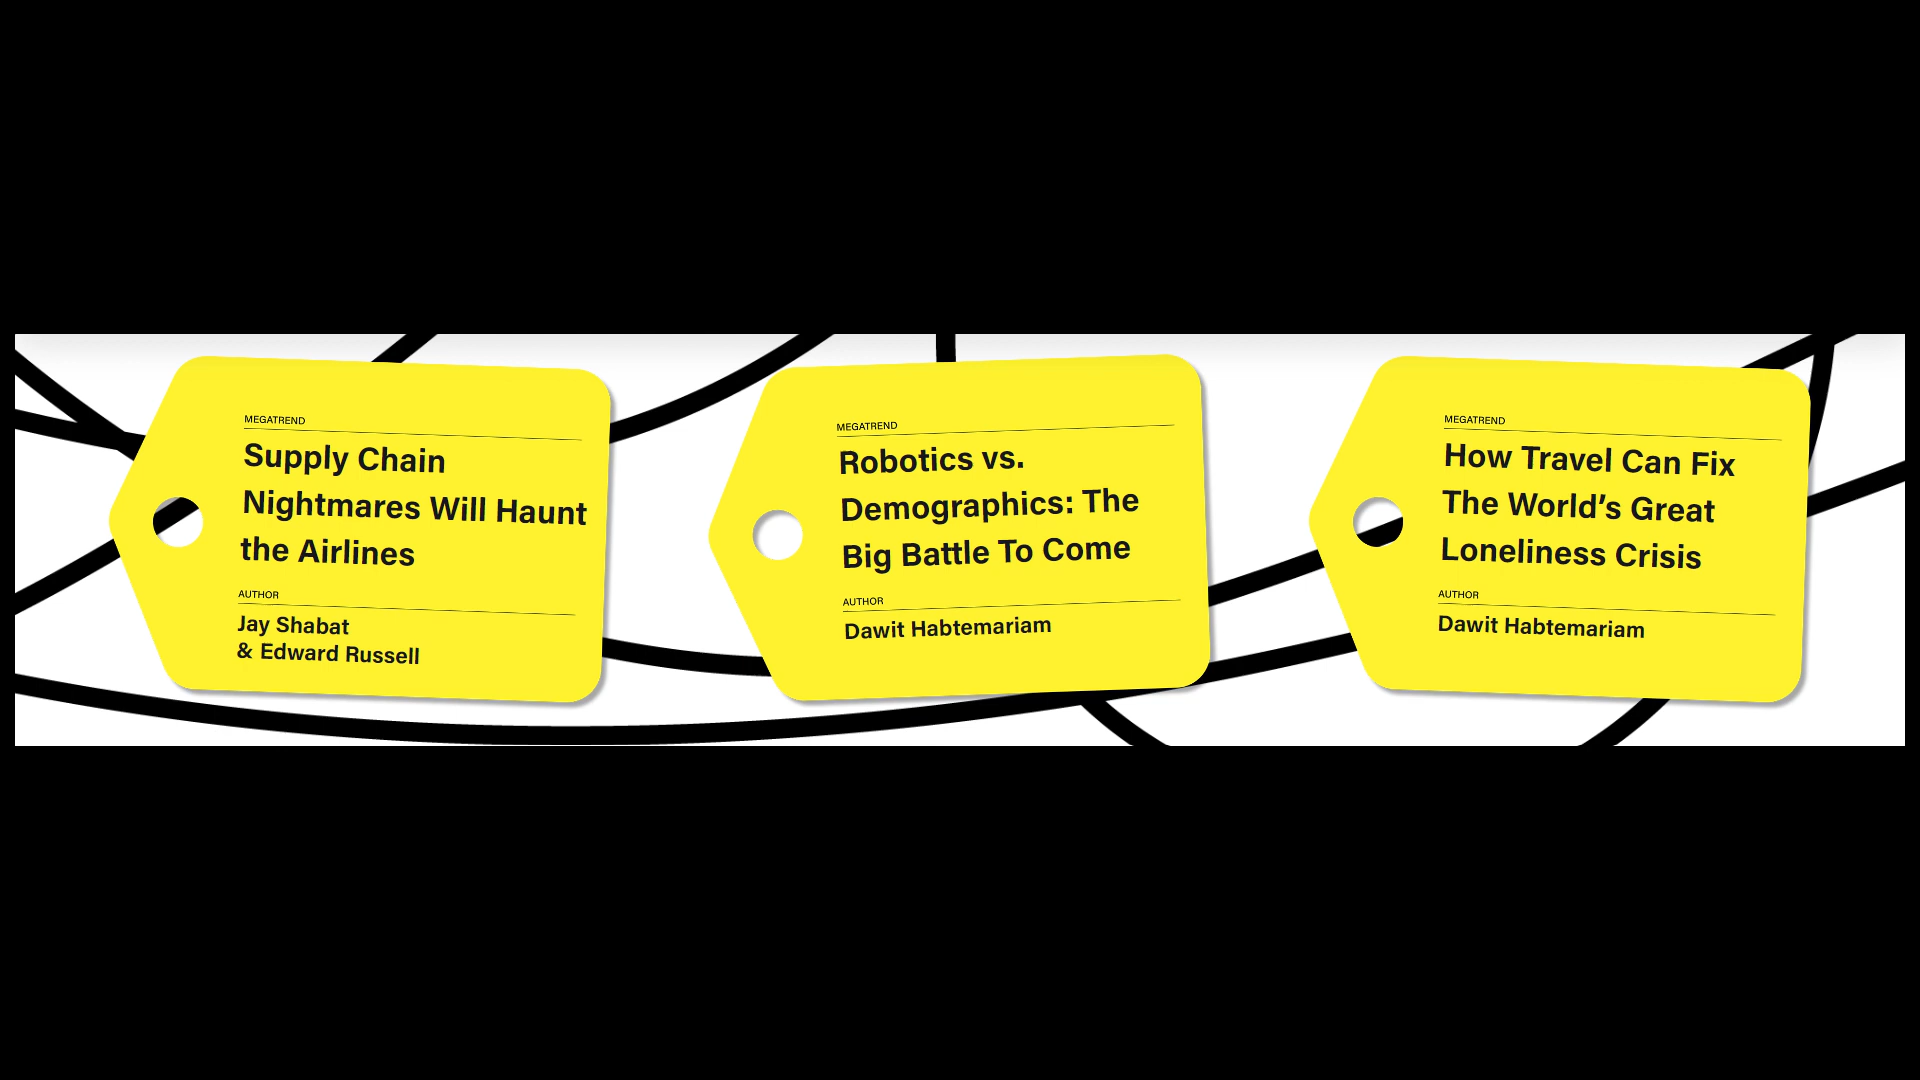 MEGATREND
Supply Chain
Nightmares Will Haunt
the Airlines
AUTHOR
Jay Shabat
& Edward Russell
MEGATREND
Robotics vs.
Demographics: The
Big Battle To Come
AUTHOR
Dawit Habtemariam
MEGATREND
How Travel Can Fix
The World’s Great
Loneliness Crisis
AUTHOR
Dawit Habtemariam